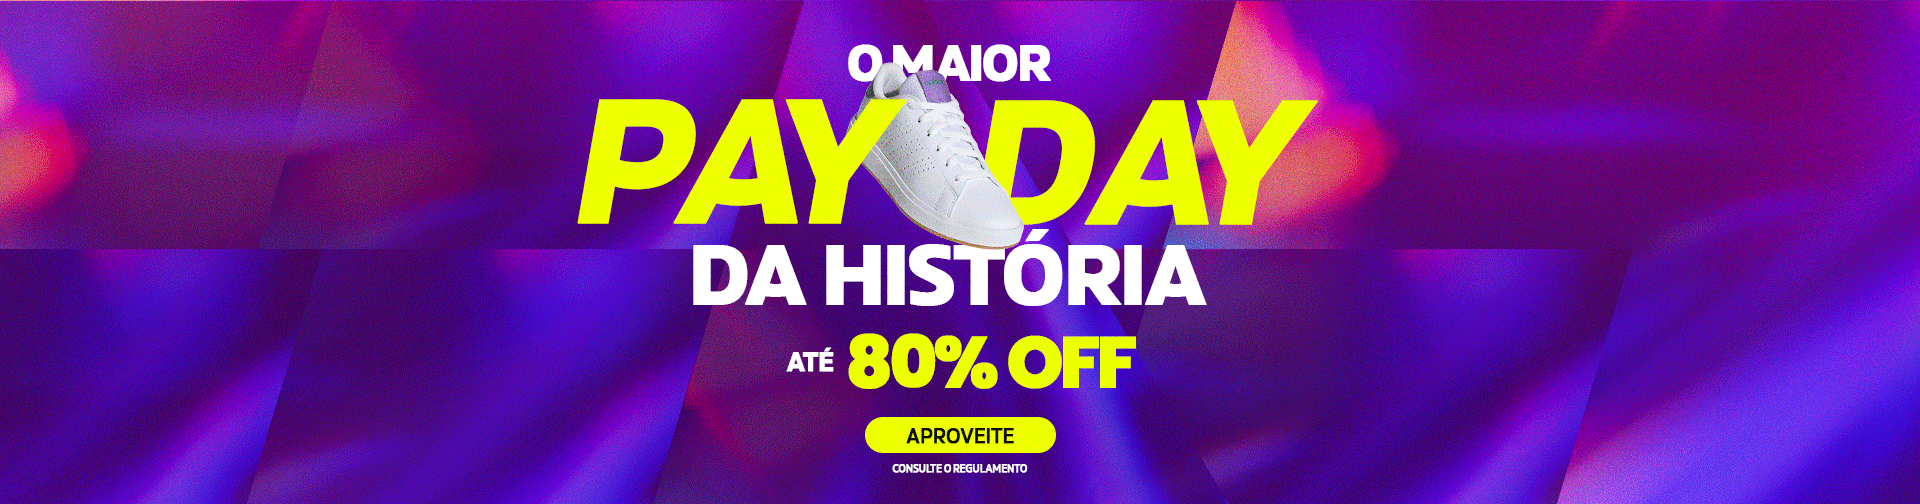 O MAIOR
PAY DAY
DA HISTÓRIA
ATÉ 80% OFF
APROVEITE
CONSULTE O REGULAMENTO